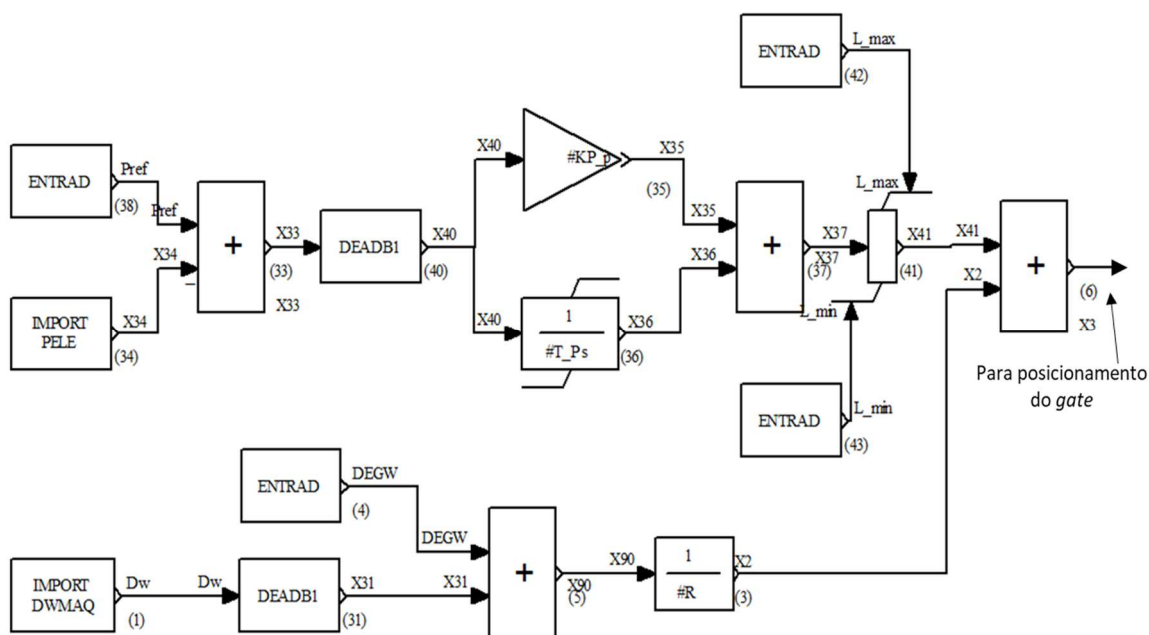 ENTRAD
L_max
(42)
ENTRAD
Pref
(38)
Pref
IMPORT
PELE
X34
(34)
X34
-
+
X33
(33)
X33
DEADB1
X40
(40)
X40
#KP_p
X35
(35)
X40
1
#T_Ps
X36
(36)
X35
X36
+
X37
(37)
X37
L_max
L_min
X41
(41)
ENTRAD
L_min
(43)
X41
X2
+
(6)
X3
Para posicionamento
do gate
ENTRAD
DEGW
(4)
DEGW
IMPORT
DWMAQ
Dw
(1)
Dw
DEADB1
X31
(31)
X31
+
X90
(5)
X90
1
#R
X2
(3)